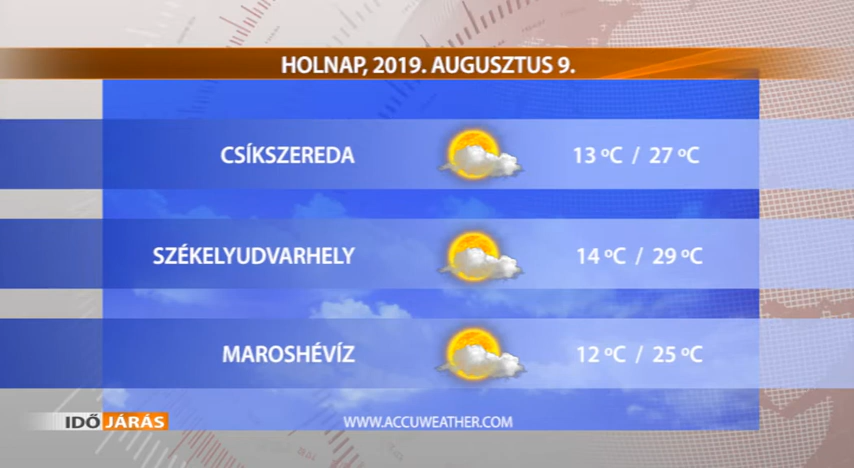 HOLNAP, 2019. AUGUSZTUS 9.
CSÍKSZEREDA 13 ºC / 27 ºC
SZÉKELYUDVARHELY 14 ºC / 29 ºC
MAROSHÉVÍZ 12 ºC / 25 ºC
IDŐJÁRÁS WWW.ACCUWEATHER.COM